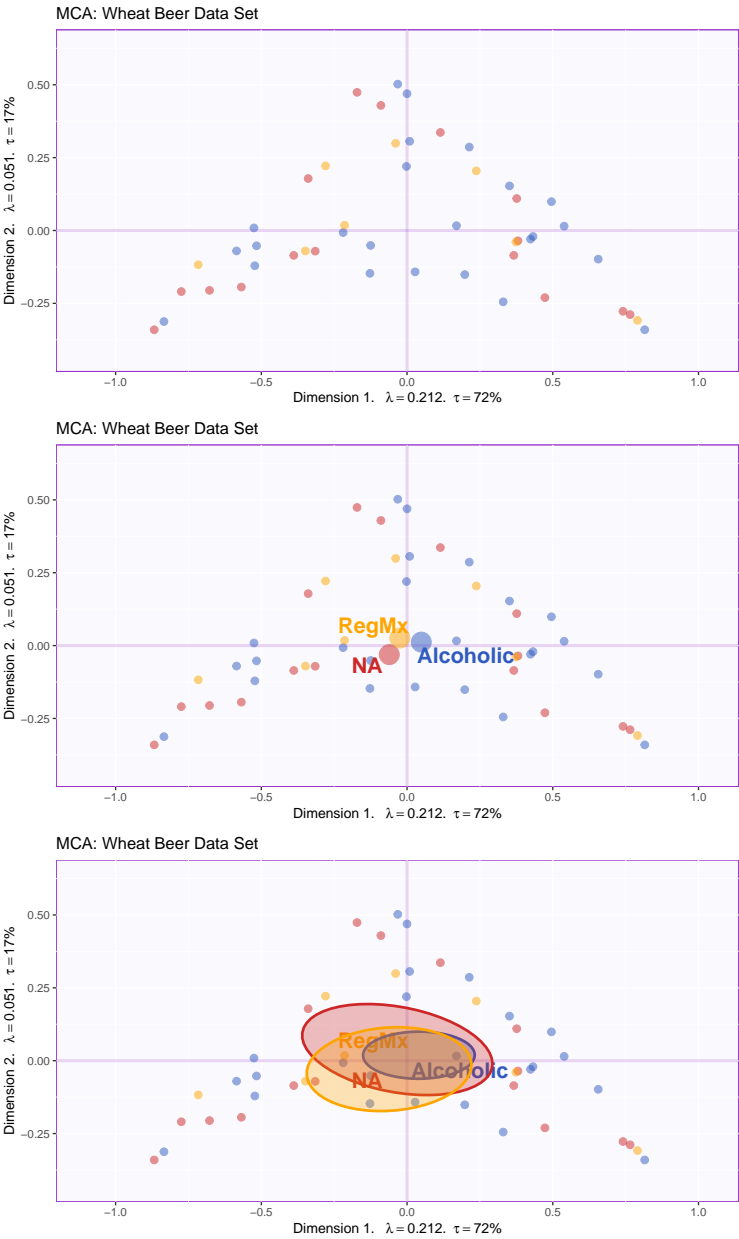 MCA: Wheat Beer Data Set
0.50
0.25
0.00
−0.25
Dimension 2. λ = 0.051. τ = 17%
−1.0 −0.5 0.0 0.5 1.0
Dimension 1. λ = 0.212. τ = 72%
MCA: Wheat Beer Data Set
0.50
0.25
0.00
−0.25
Dimension 2. λ = 0.051. τ = 17%
RegMx
Alcoholic
NA
−1.0 −0.5 0.0 0.5 1.0
Dimension 1. λ = 0.212. τ = 72%
MCA: Wheat Beer Data Set
0.50
0.25
0.00
−0.25
Dimension 2. λ = 0.051. τ = 17%
RegMx
Alcoholic
NA
−1.0 −0.5 0.0 0.5 1.0
Dimension 1. λ = 0.212. τ = 72%